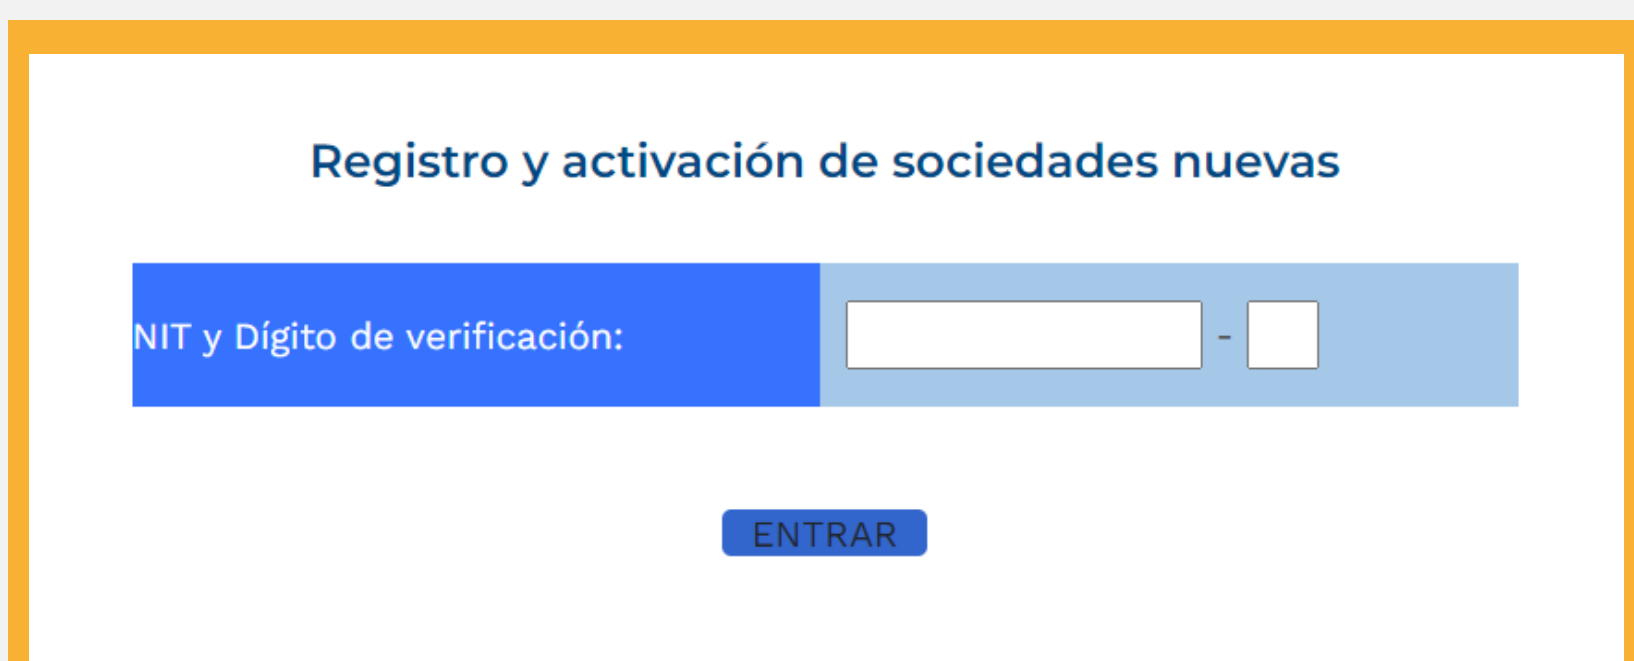 Registro y activación de sociedades nuevas
NIT y Dígito de verificación:
-
ENTRAR